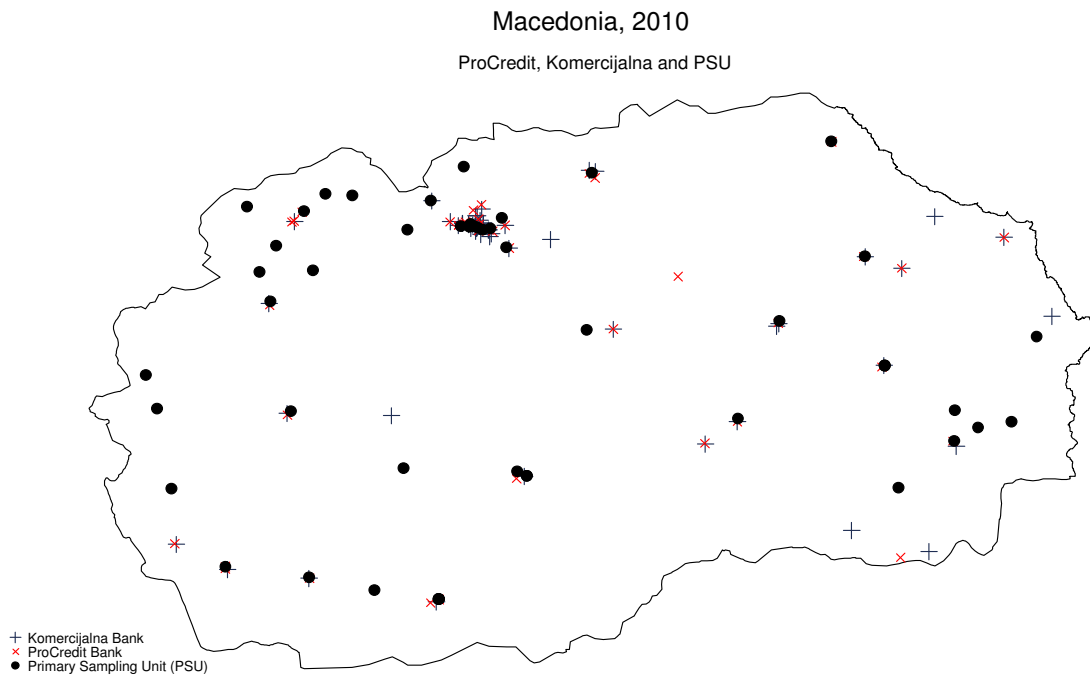 Macedonia, 2010
ProCredit, Komercijalna and PSU
Komercijalna Bank
ProCredit Bank
Primary Sampling Unit (PSU)